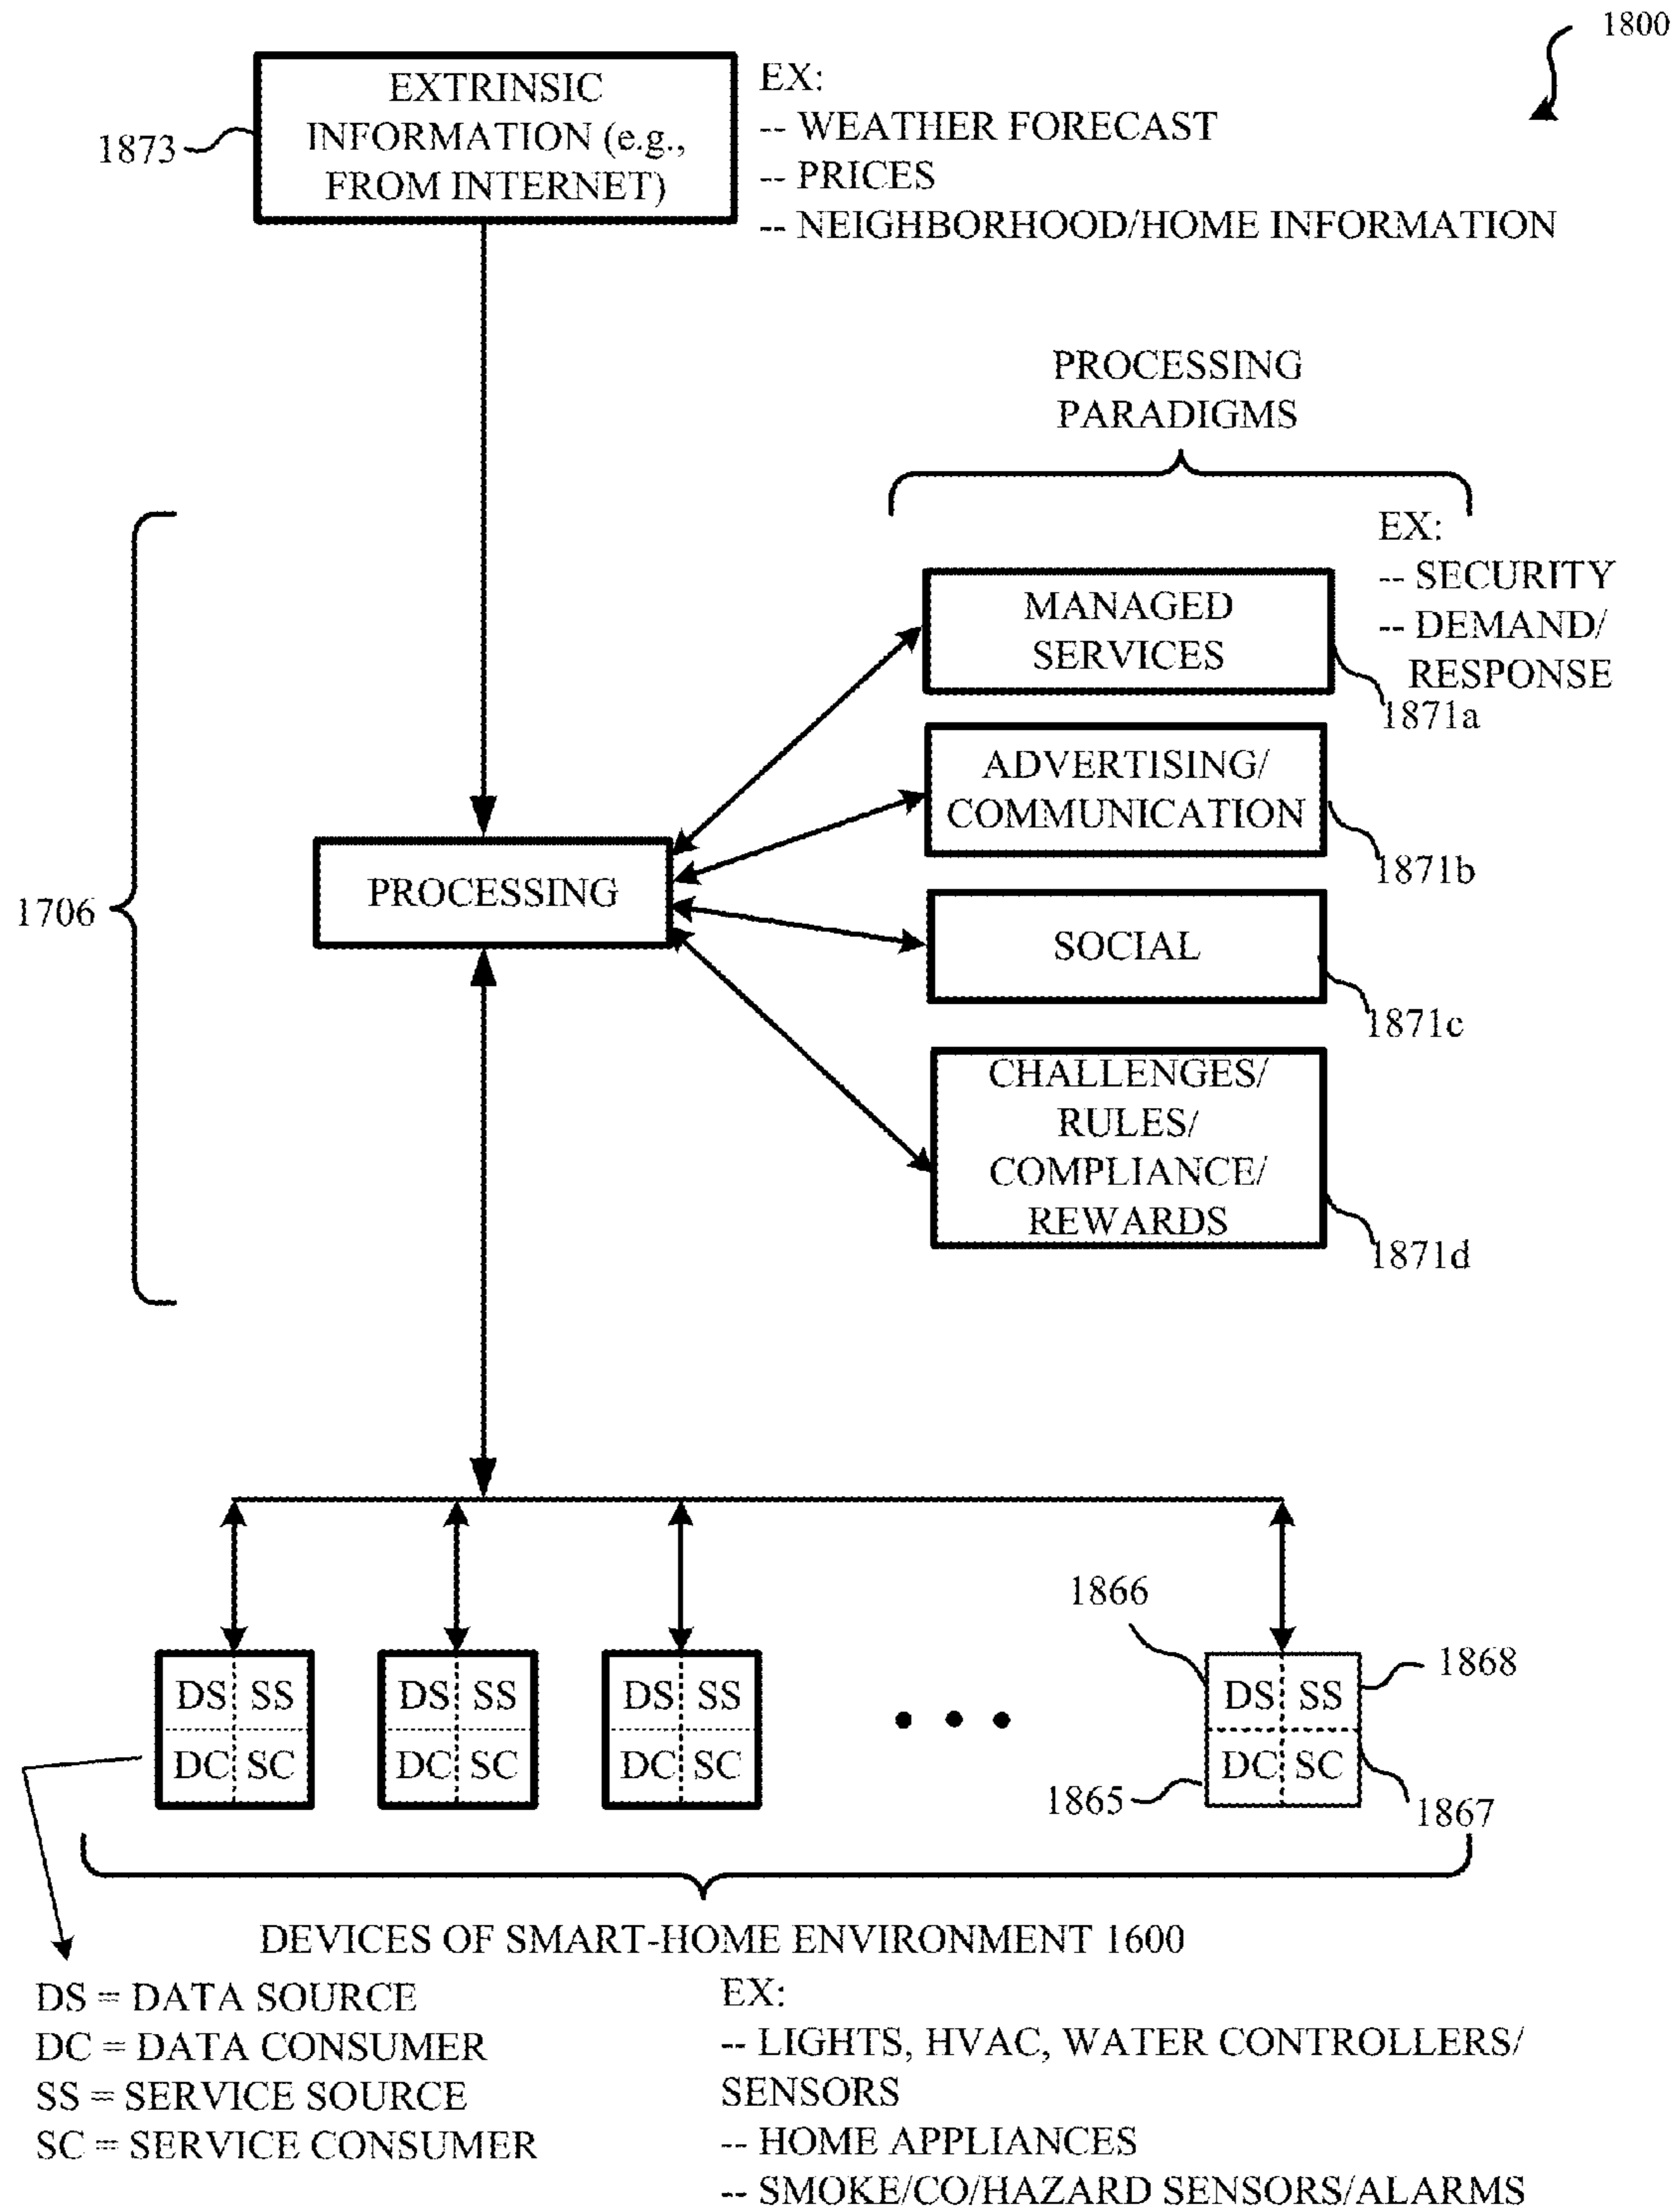 1800
EXTRINSIC
INFORMATION (e.g.,
FROM INTERNET)
1873
EX:
-- WEATHER FORECAST
-- PRICES
-- NEIGHBORHOOD/HOME INFORMATION
PROCESSING
PARADIGMS
EX:
-- SECURITY
-- DEMAND/
RESPONSE
MANAGED
SERVICES
1871a
ADVERTISING/
COMMUNICATION
1871b
PROCESSING
1706
SOCIAL
1871c
CHALLENGES/
RULES/
COMPLIANCE/
REWARDS
1871d
1866
1868
DS SS
DC SC
DS SS
DC SC
DS SS
DC SC
DS SS
DC SC
1865
1867
DEVICES OF SMART-HOME ENVIRONMENT 1600
DS = DATA SOURCE
DC = DATA CONSUMER
SS = SERVICE SOURCE
SC = SERVICE CONSUMER
EX:
-- LIGHTS, HVAC, WATER CONTROLLERS/
SENSORS
-- HOME APPLIANCES
-- SMOKE/CO/HAZARD SENSORS/ALARMS